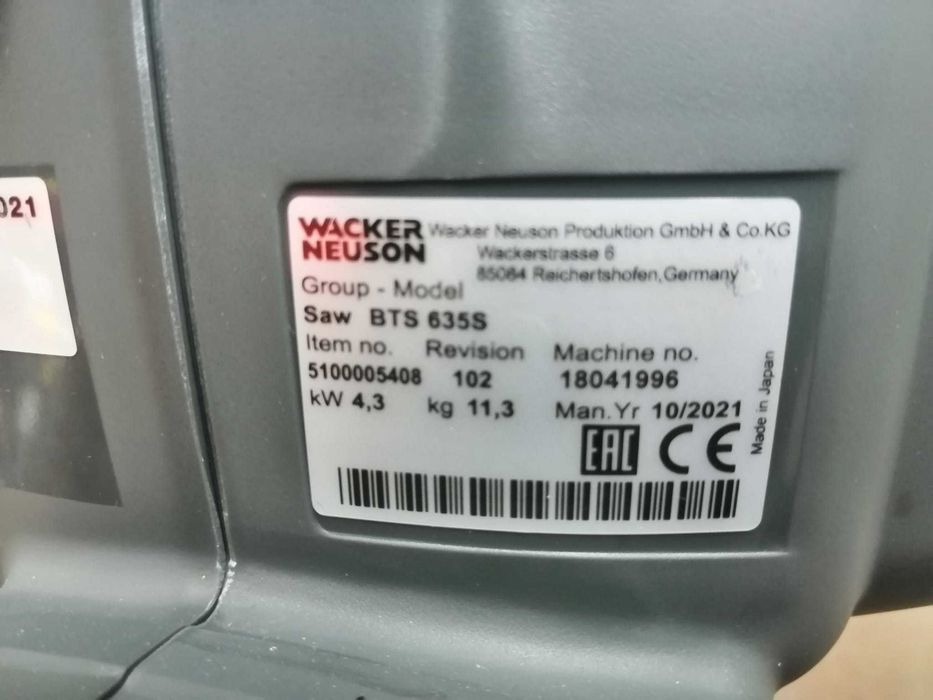 021
WACKER
NEUSON
Wacker Neuson Produktion GmbH & Co.KG
Wackerstrasse 6
85084 Reichertshofen, Germany
Group - Model
Saw BTS 635S
Item no. Revision Machine no.
5100005408 102 18041996
kW 4,3 kg 11,3 Man.Yr 10/2021
EAC CE
Made in Japan